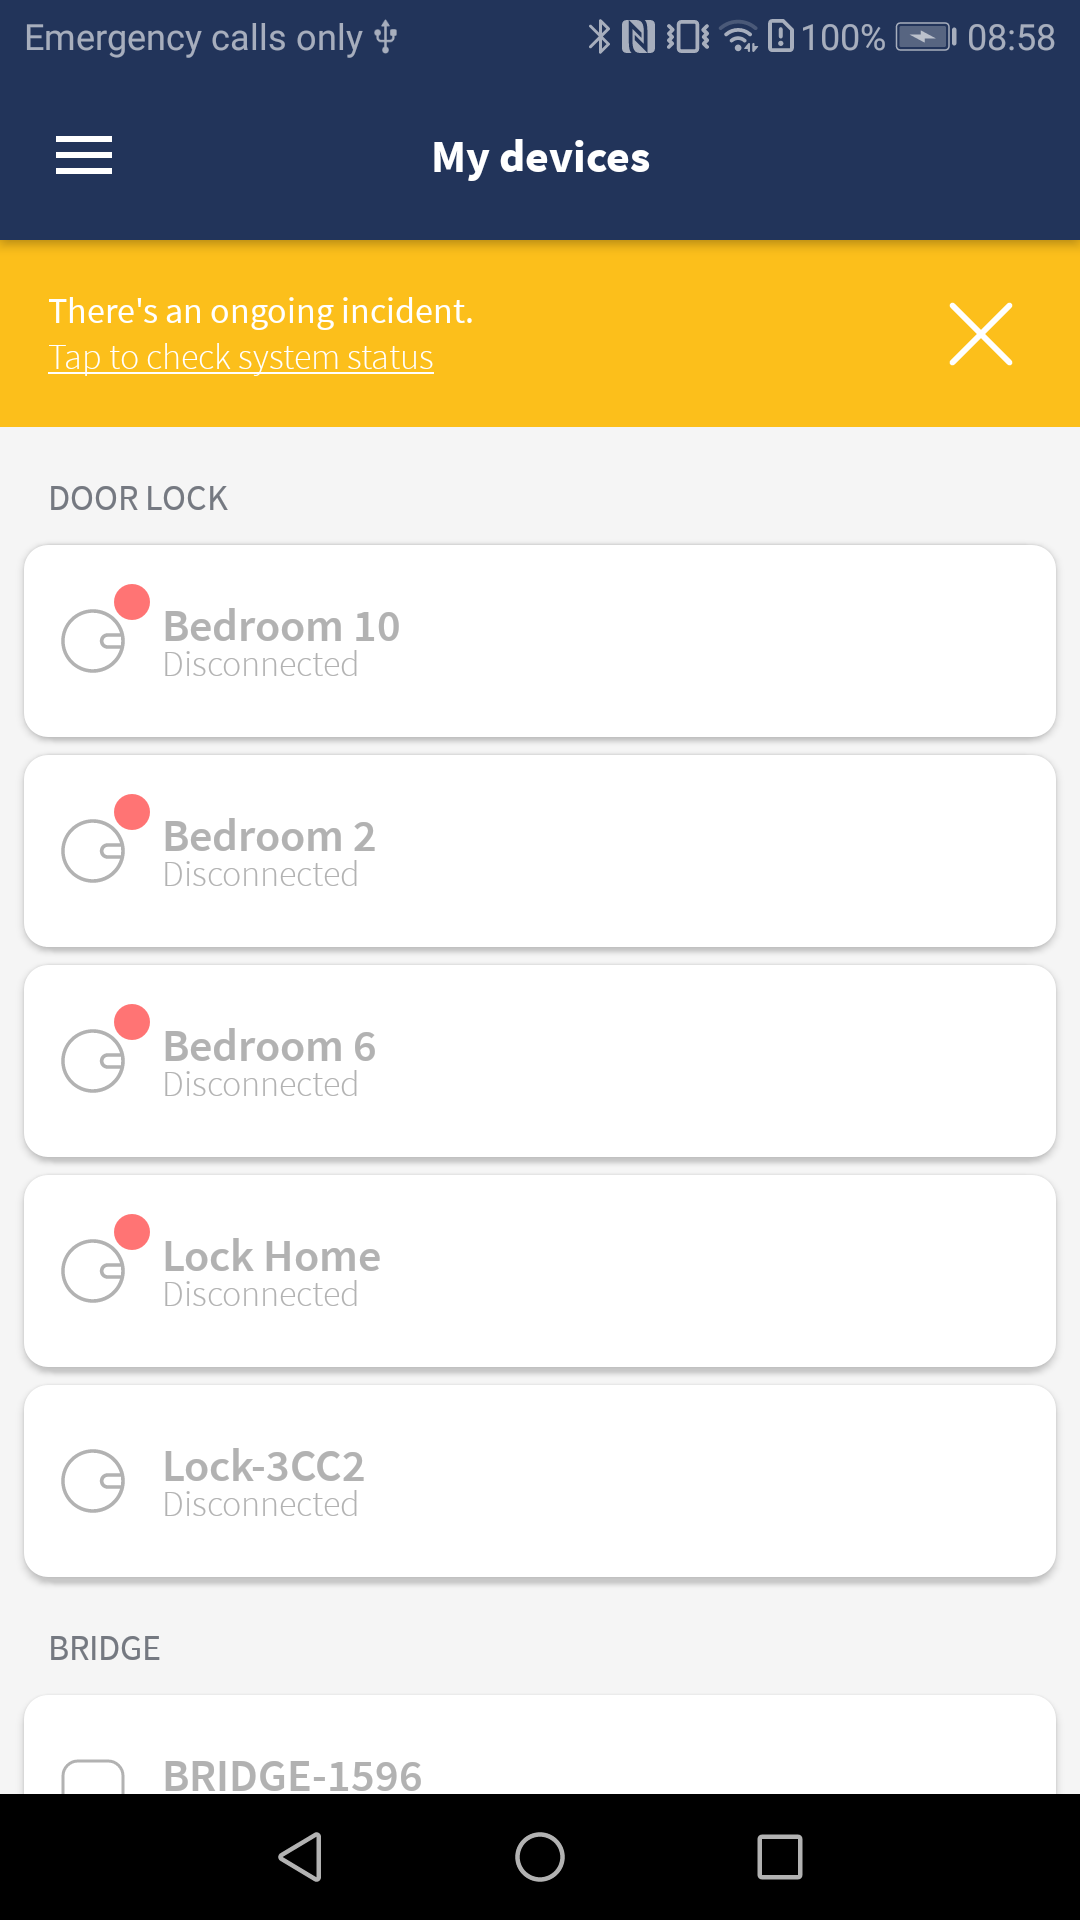 Emergency calls only 100% 08:58
My devices
There's an ongoing incident.
Tap to check system status
DOOR LOCK
Bedroom 10
Disconnected
Bedroom 2
Disconnected
Bedroom 6
Disconnected
Lock Home
Disconnected
Lock-3CC2
Disconnected
BRIDGE
BRIDGE-1596